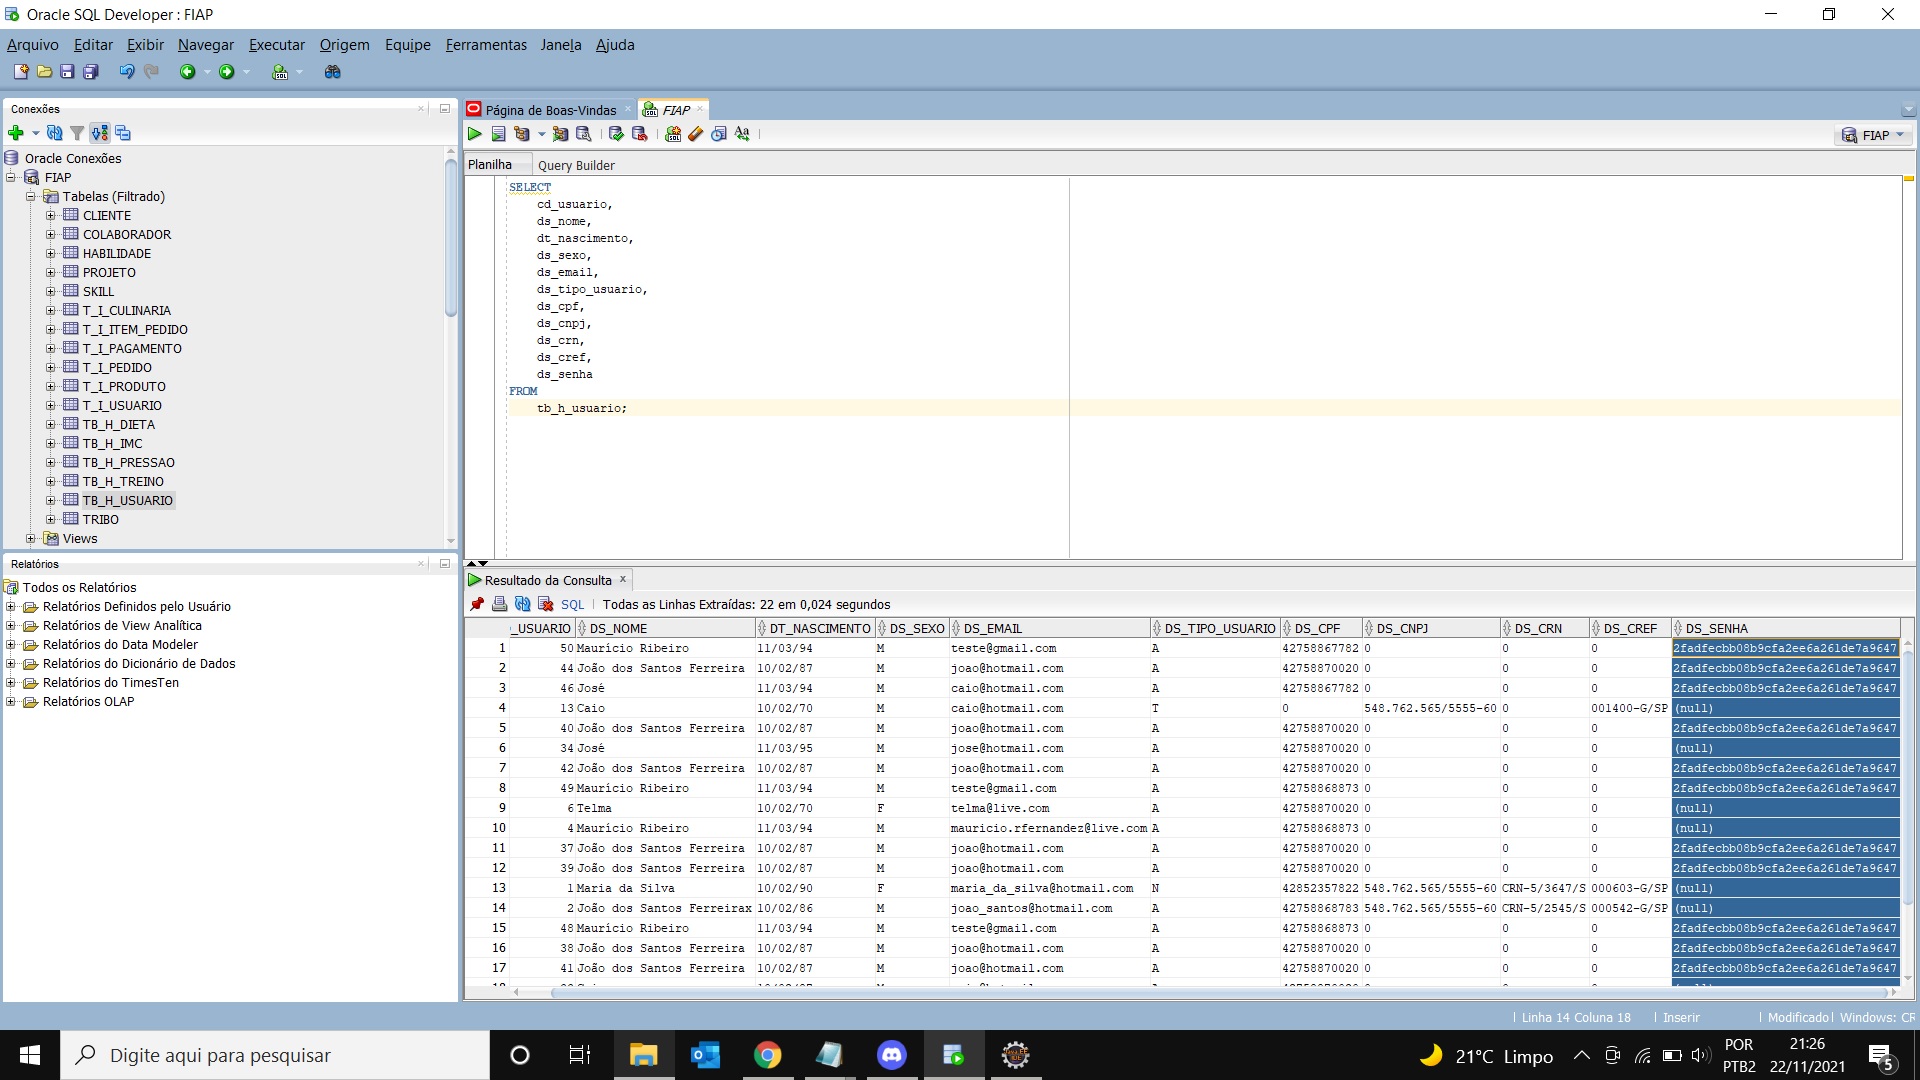 Oracle SQL Developer : FIAP
Arquivo Editar Exibir Navegar Executar Origem Equipe Ferramentas Janela Ajuda
Conexões
Oracle Conexões
FIAP
Tabelas (Filtrado)
CLIENTE
COLABORADOR
HABILIDADE
PROJETO
SKILL
T_I_CULINARIA
T_I_ITEM_PEDIDO
T_I_PAGAMENTO
T_I_PEDIDO
T_I_PRODUTO
T_I_USUARIO
TB_H_DIETA
TB_H_IMC
TB_H_PRESSAO
TB_H_TREINO
TB_H_USUARIO
TRIBO
Views
Relatórios
Todos os Relatórios
Relatórios Definidos pelo Usuário
Relatórios de View Analítica
Relatórios do Data Modeler
Relatórios do Dicionário de Dados
Relatórios do TimesTen
Relatórios OLAP
Página de Boas-Vindas FIAP
Aa FIAP
Planilha Query Builder
SELECT
cd_usuario,
ds_nome,
dt_nascimento,
ds_sexo,
ds_email,
ds_tipo_usuario,
ds_cpf,
ds_cnpj,
ds_crn,
ds_cref,
ds_senha
FROM
tb_h_usuario;
Resultado da Consulta
SQL Todas as Linhas Extraídas: 22 em 0,024 segundos
_USUARIO DS_NOME DT_NASCIMENTO DS_SEXO DS_EMAIL DS_TIPO_USUARIO DS_CPF DS_CNPJ DS_CRN DS_CREF DS_SENHA
1 50 Maurício Ribeiro 11/03/94 M teste@gmail.com A 42758867782 0 0 0 2fadfecbb08b9cfa2ee6a261de7a9647
2 44 João dos Santos Ferreira 10/02/87 M joao@hotmail.com A 42758870020 0 0 0 2fadfecbb08b9cfa2ee6a261de7a9647
3 46 José 11/03/94 M caio@hotmail.com A 42758867782 0 0 0 2fadfecbb08b9cfa2ee6a261de7a9647
4 13 Caio 10/02/70 M caio@hotmail.com T 0 548.762.565/5555-60 0 001400-G/SP (null)
5 40 João dos Santos Ferreira 10/02/87 M joao@hotmail.com A 42758870020 0 0 0 2fadfecbb08b9cfa2ee6a261de7a9647
6 34 José 11/03/95 M jose@hotmail.com A 42758870020 0 0 0 (null)
7 42 João dos Santos Ferreira 10/02/87 M joao@hotmail.com A 42758870020 0 0 0 2fadfecbb08b9cfa2ee6a261de7a9647
8 49 Maurício Ribeiro 11/03/94 M teste@gmail.com A 42758868873 0 0 0 2fadfecbb08b9cfa2ee6a261de7a9647
9 6 Telma 10/02/70 F telma@live.com A 42758870020 0 0 0 (null)
10 4 Maurício Ribeiro 11/03/94 M mauricio.rfernandez@live.com A 42758868873 0 0 0 (null)
11 37 João dos Santos Ferreira 10/02/87 M joao@hotmail.com A 42758870020 0 0 0 2fadfecbb08b9cfa2ee6a261de7a9647
12 39 João dos Santos Ferreira 10/02/87 M joao@hotmail.com A 42758870020 0 0 0 2fadfecbb08b9cfa2ee6a261de7a9647
13 1 Maria da Silva 10/02/90 F maria_da_silva@hotmail.com N 42852357822 548.762.565/5555-60 CRN-5/3647/S 000603-G/SP (null)
14 2 João dos Santos Ferreirax 10/02/86 M joao_santos@hotmail.com A 42758868783 548.762.565/5555-60 CRN-5/2545/S 000542-G/SP (null)
15 48 Maurício Ribeiro 11/03/94 M teste@gmail.com A 42758868873 0 0 0 2fadfecbb08b9cfa2ee6a261de7a9647
16 38 João dos Santos Ferreira 10/02/87 M joao@hotmail.com A 42758870020 0 0 0 2fadfecbb08b9cfa2ee6a261de7a9647
17 41 João dos Santos Ferreira 10/02/87 M joao@hotmail.com A 42758870020 0 0 0 2fadfecbb08b9cfa2ee6a261de7a9647
Linha 14 Coluna 18 Inserir Modificado Windows: CR
Digite aqui para pesquisar
21°C Limpo
POR
PTB2
21:26
22/11/2021
5